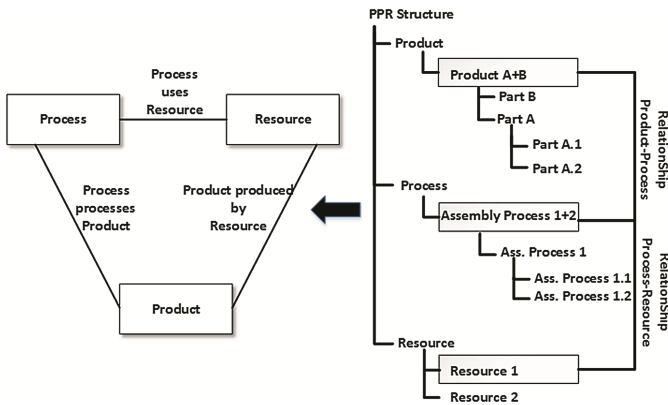 Process
uses
Resource
Process
Resource
Process
processes
Product
Product produced
by
Resource
Product
PPR Structure
Product
Product A+B
Part B
Part A
Part A.1
Part A.2
Process
Assembly Process 1+2
Ass. Process 1
Ass. Process 1.1
Ass. Process 1.2
Resource
Resource 1
Resource 2
RelationShip
Product-Process
RelationShip
Process-Resource